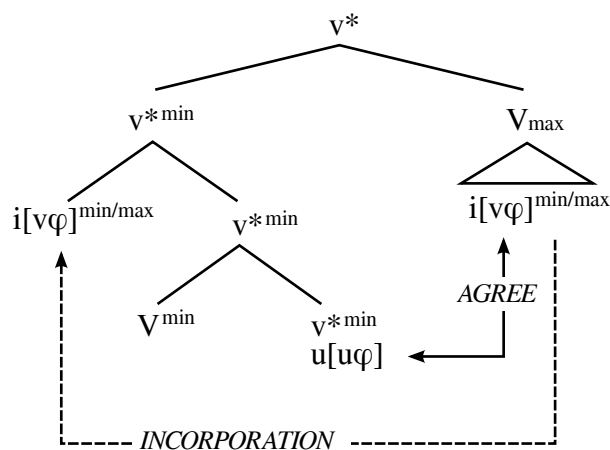 v*
v*min Vmax
i[vφ]min/max v*min i[vφ]min/max
AGREE
Vmin v*min
u[uφ]
INCORPORATION